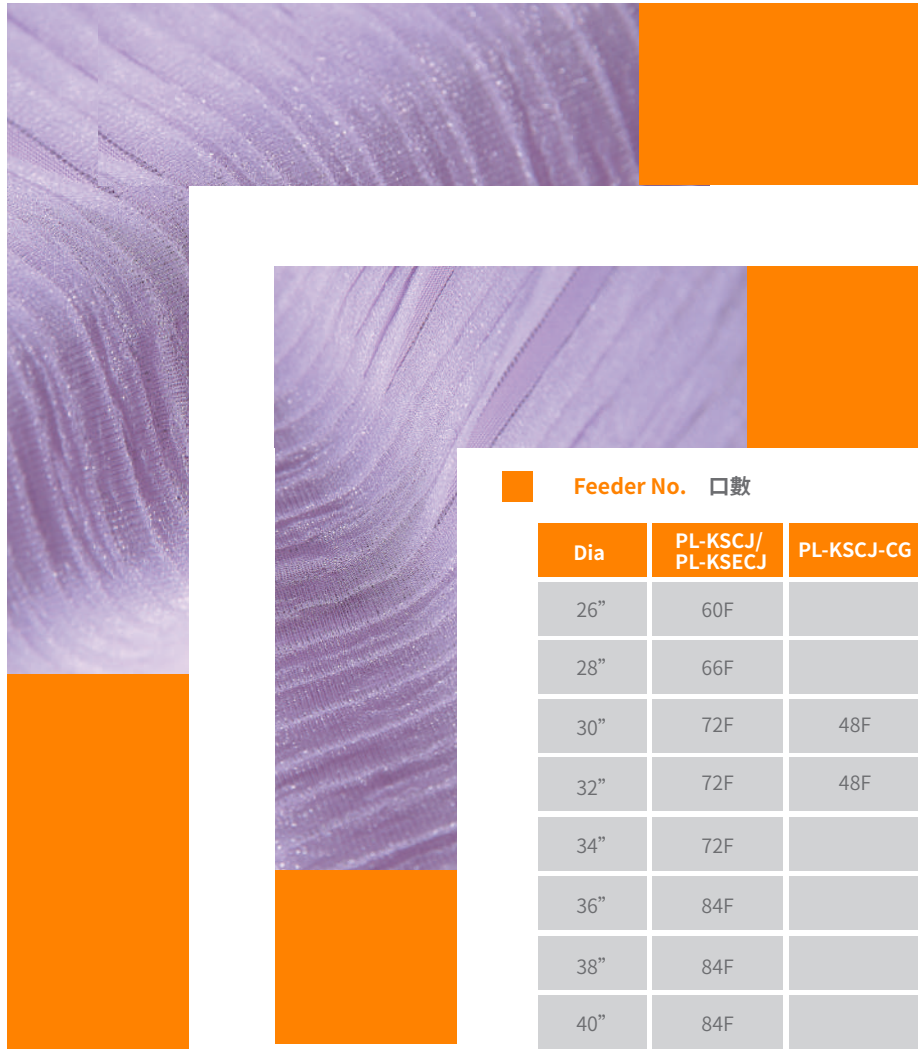 Feeder No. 口數
Dia PL-KSCJ/ PL-KSECJ PL-KSCJ-CG
26” 60F
28” 66F
30” 72F 48F
32” 72F 48F
34” 72F
36” 84F
38” 84F
40” 84F